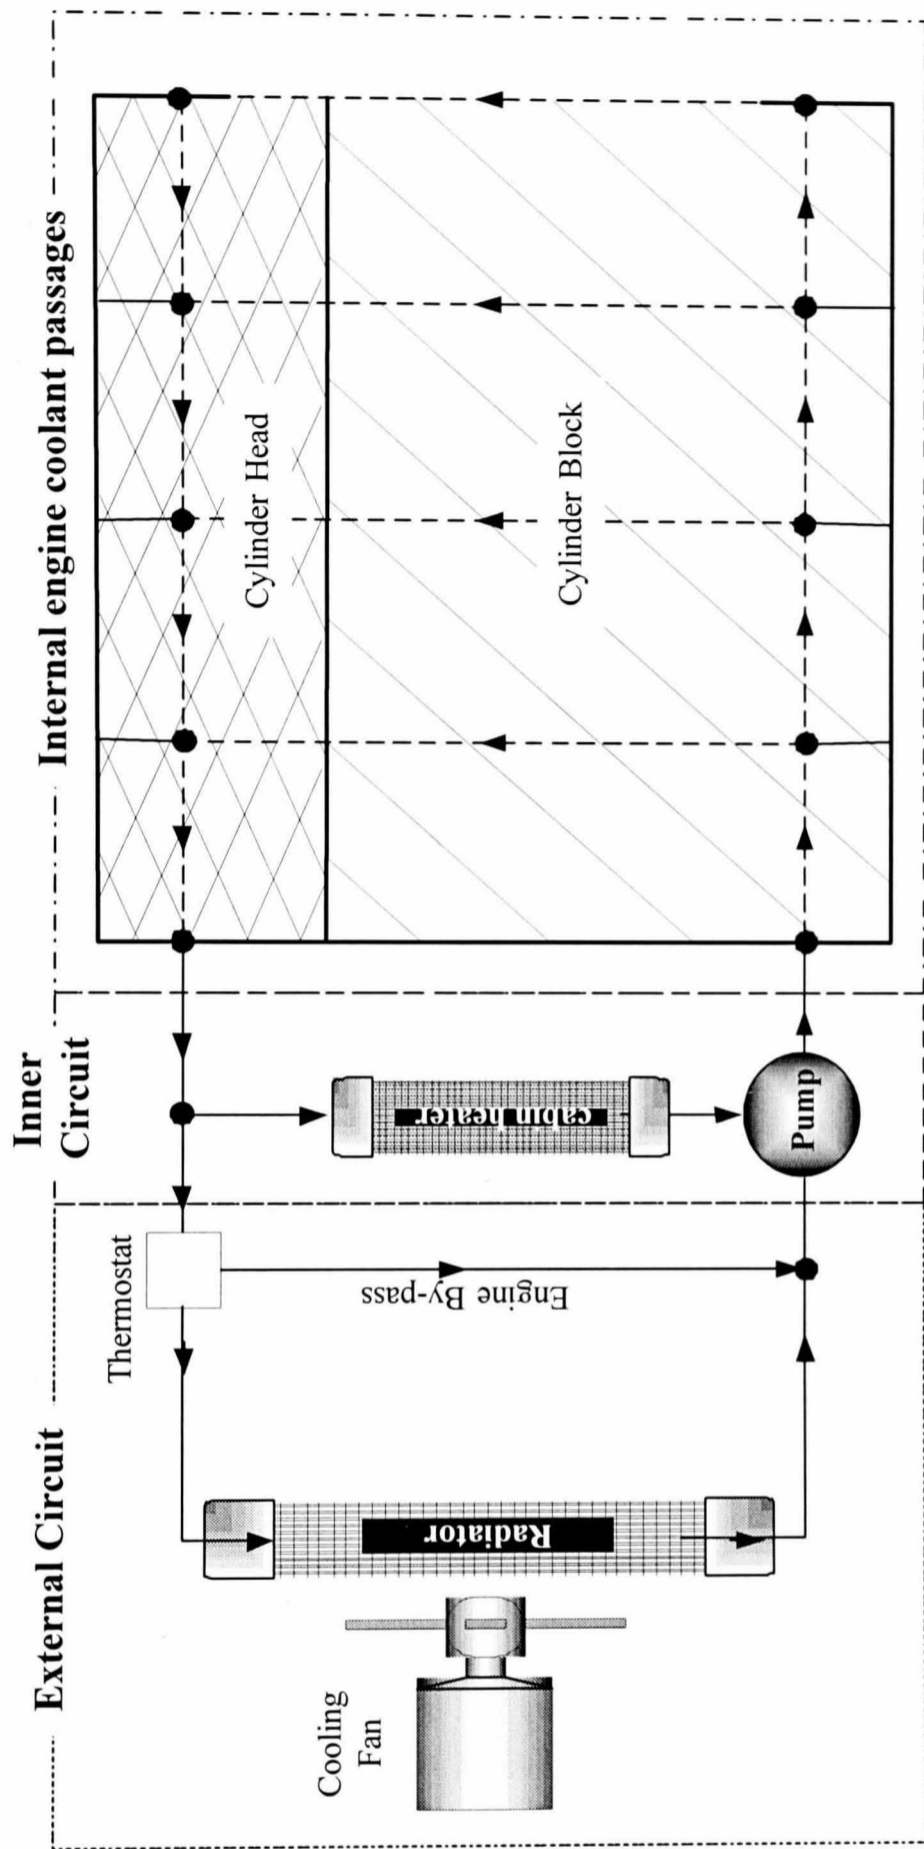 External Circuit
Inner
Circuit
Internal engine coolant passages
Thermostat
Cylinder Head
cabin heater
Engine By-pass
Radiator
Cooling
Fan
Pump
Cylinder Block